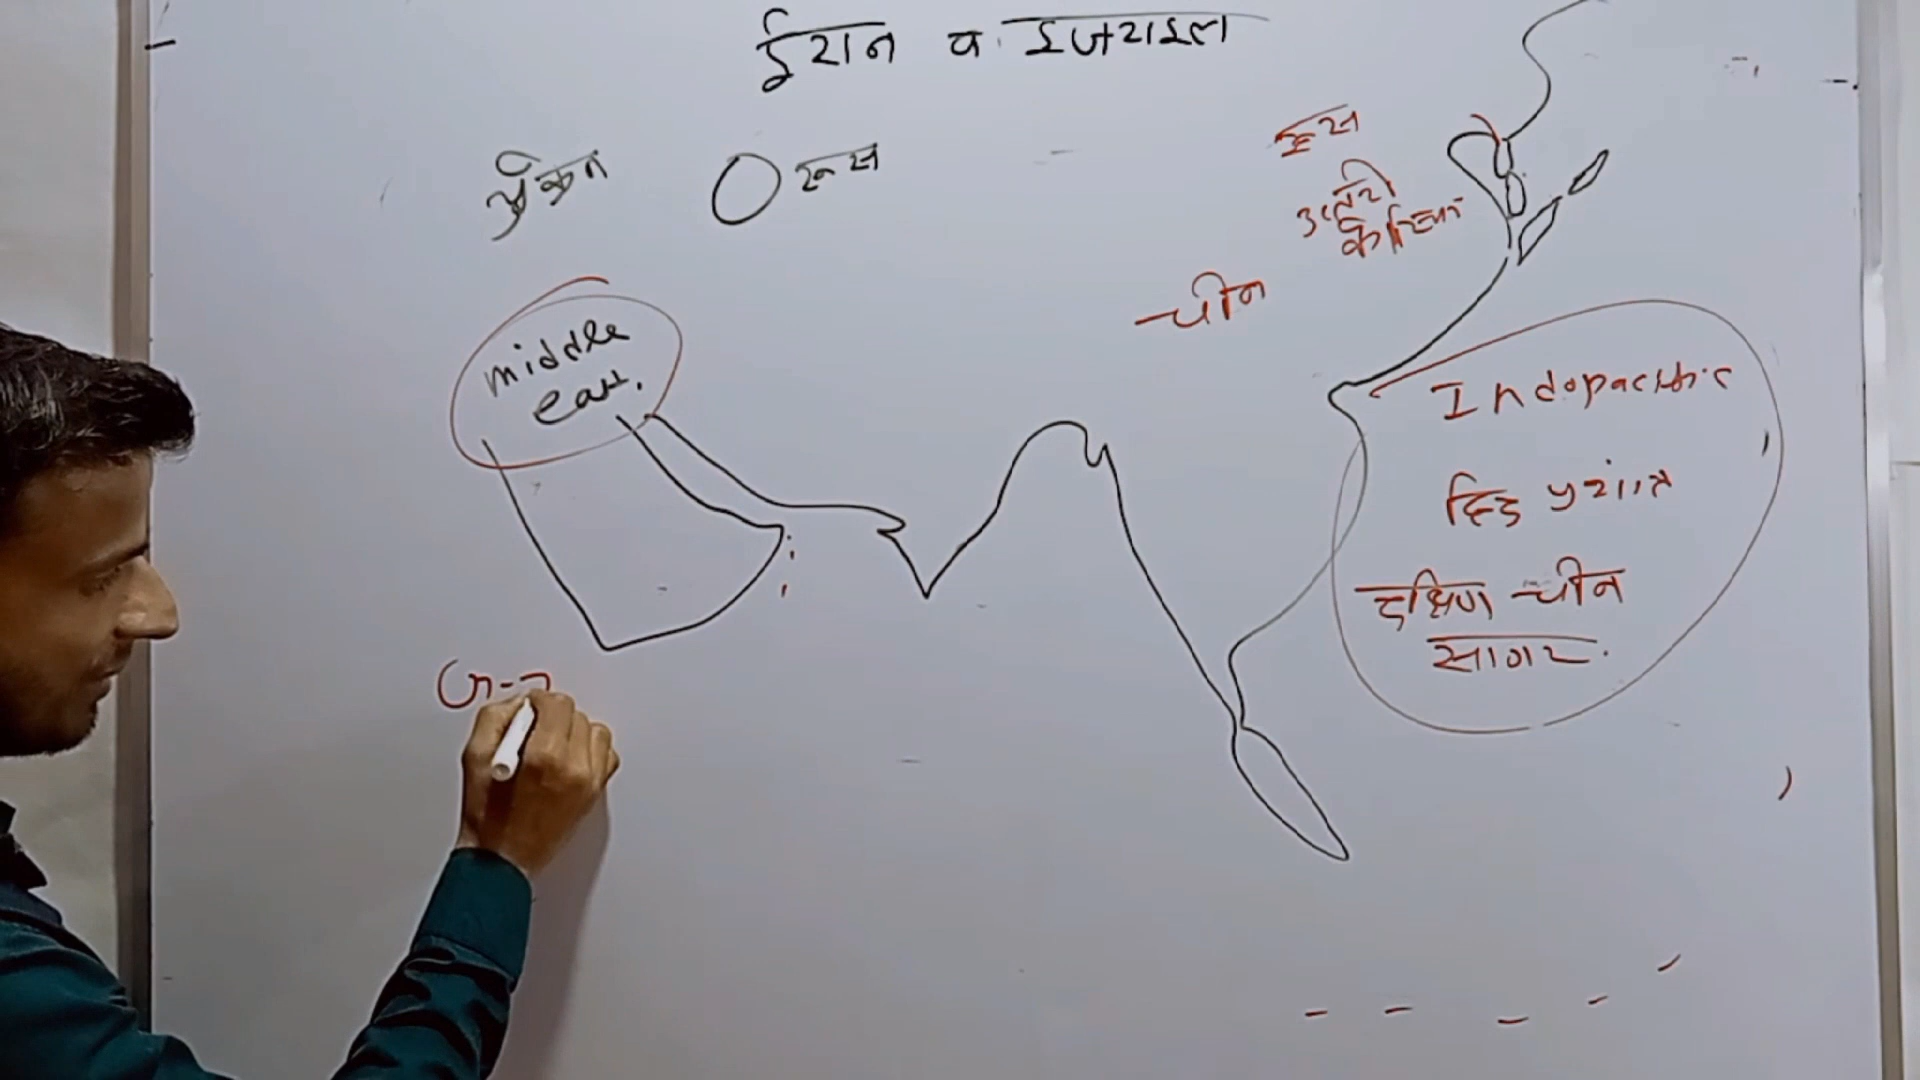 ईरान व इजराइल
रूस
रूस
उत्तरी
कोरिया
चीन
middle
east.
Indopacific
हिंद प्रशांत
दक्षिण चीन
सागर